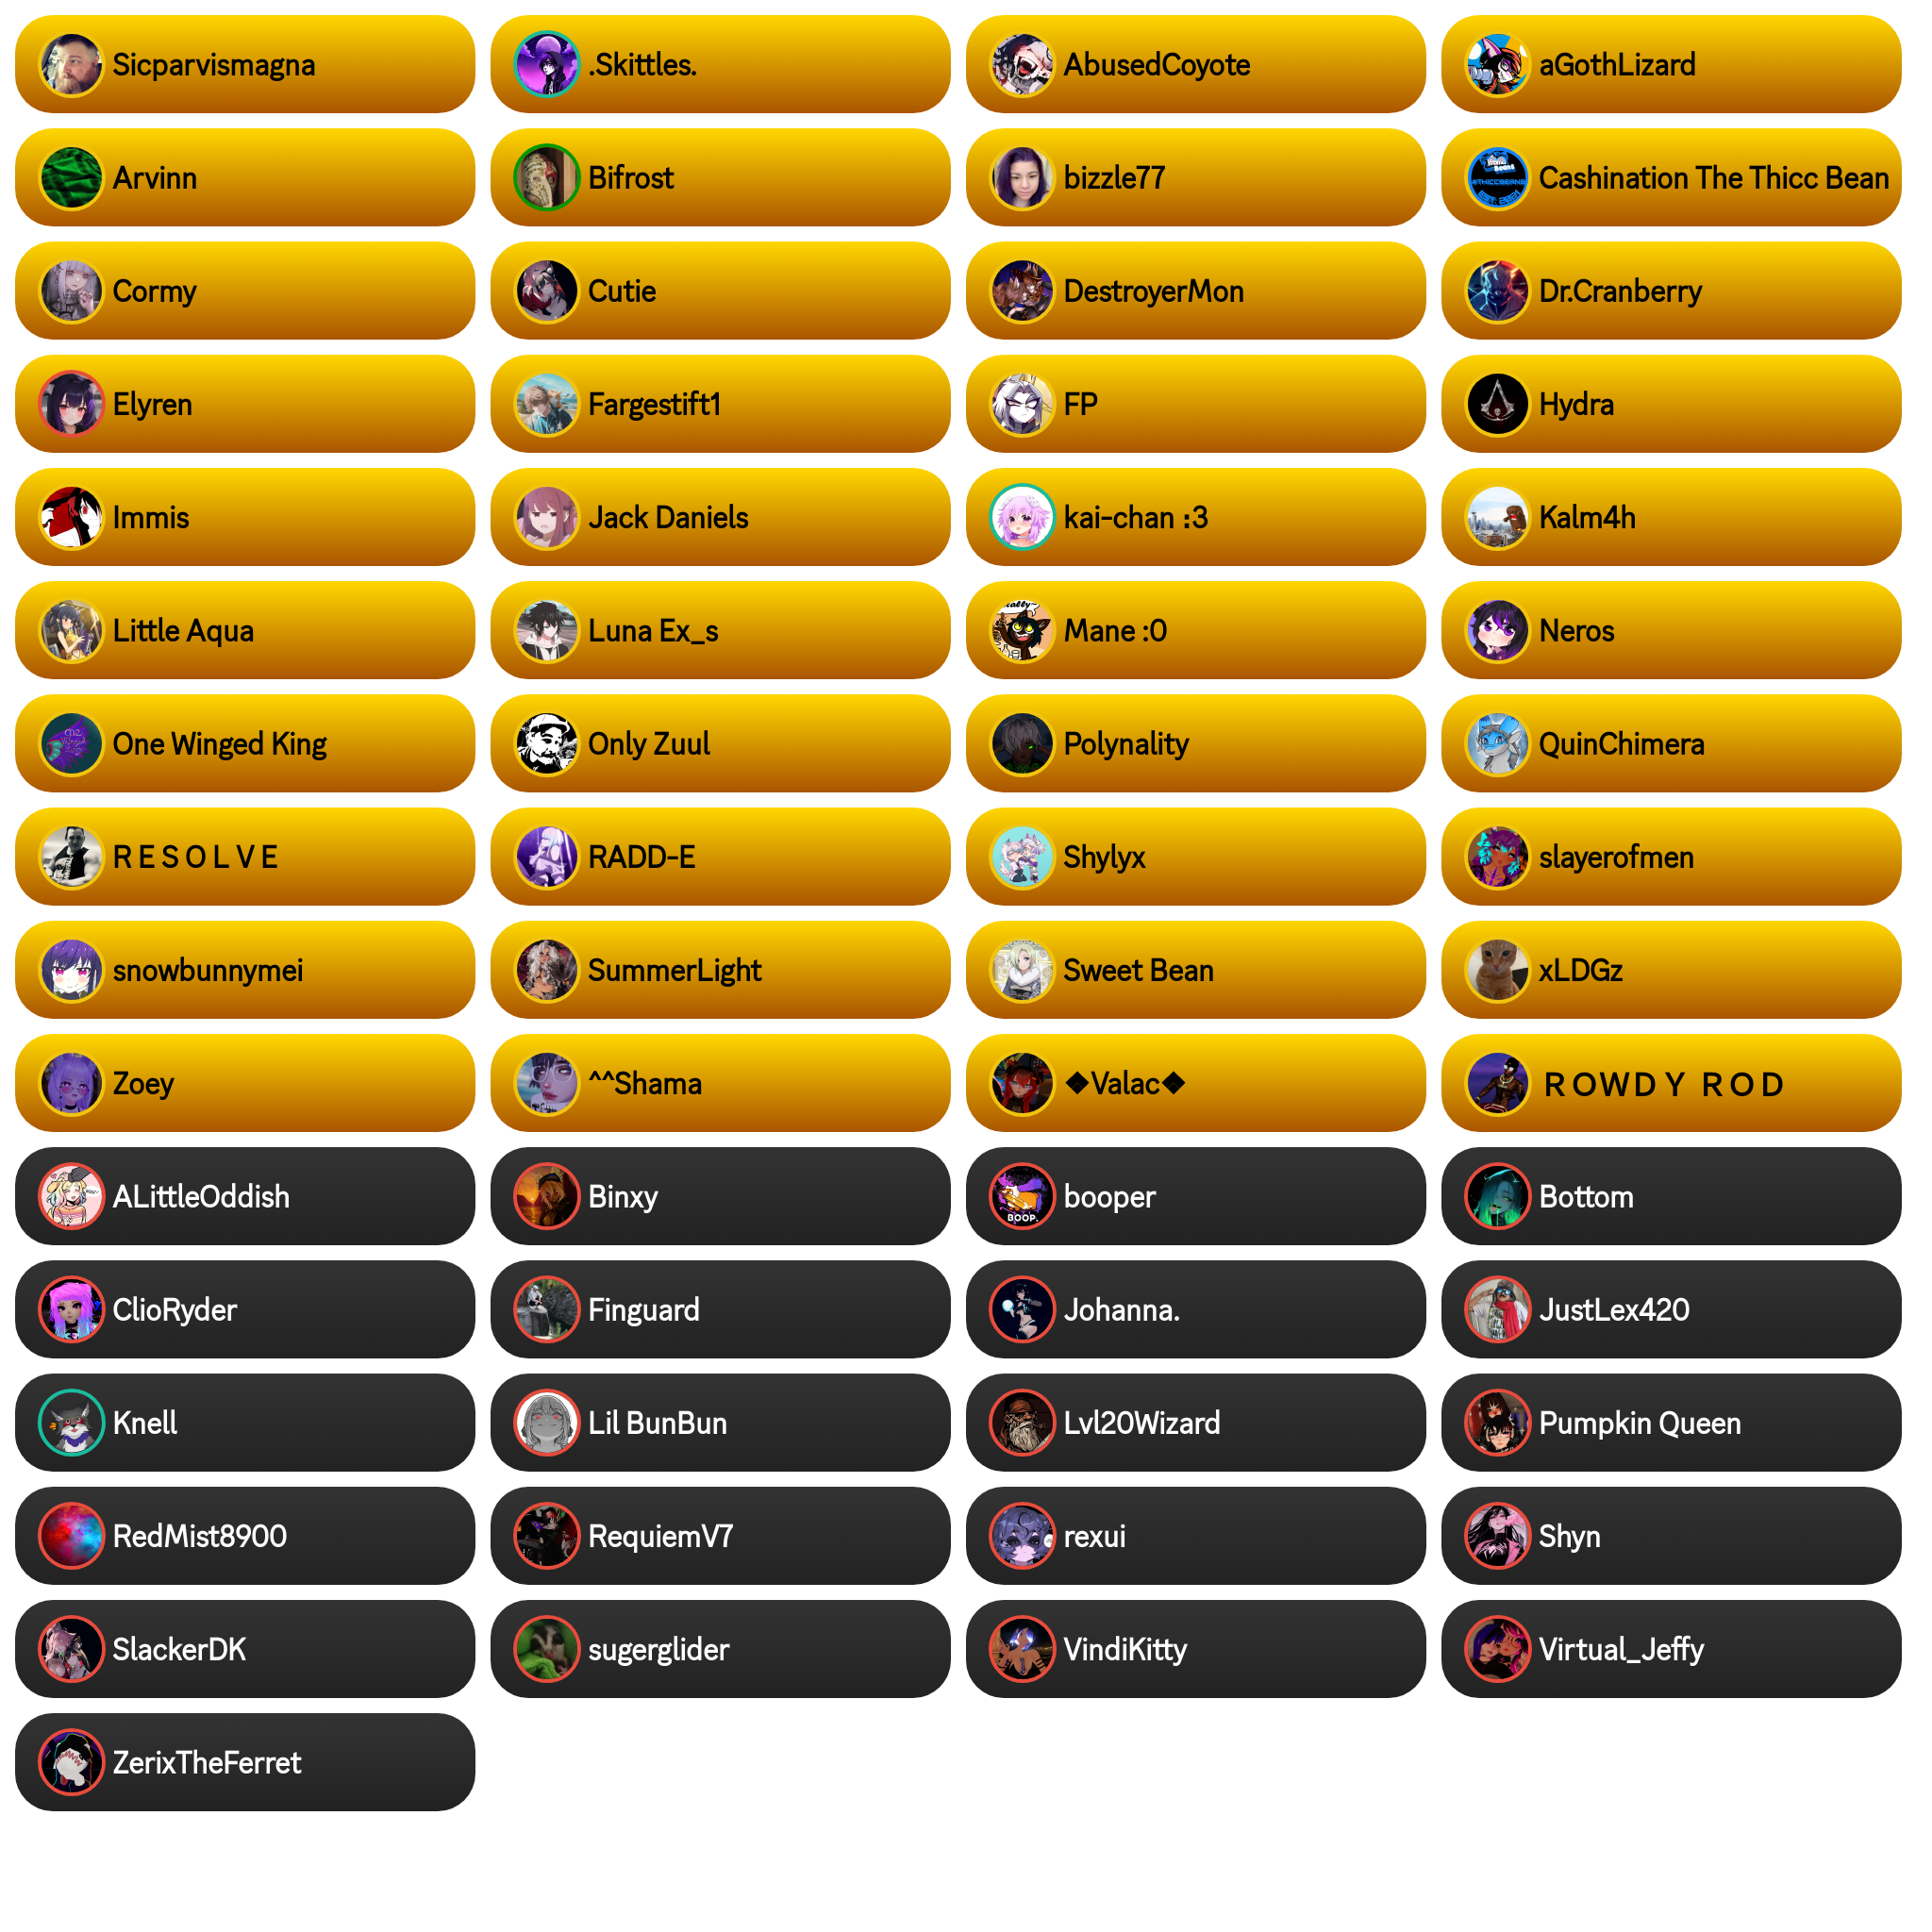 Sicparvismagna
.Skittles.
AbusedCoyote
aGothLizard
Arvinn
Bifrost
bizzle77
Cashination The Thicc Bean
Cormy
Cutie
DestroyerMon
Dr.Cranberry
Elyren
Fargestift1
FP
Hydra
Immis
Jack Daniels
kai-chan :3
Kalm4h
Little Aqua
Luna Ex_s
Mane :0
Neros
One Winged King
Only Zuul
Polynality
QuinChimera
R E S O L V E
RADD-E
Shylyx
slayerofmen
snowbunnymei
SummerLight
Sweet Bean
xLDGz
Zoey
^^Shama
❖Valac❖
ＲＯＷＤＹ ＲＯＤ
ALittleOddish
Binxy
BOOP.
booper
Bottom
ClioRyder
Finguard
Johanna.
JustLex420
Knell
Lil BunBun
Lvl20Wizard
Pumpkin Queen
RedMist8900
RequiemV7
rexui
Shyn
SlackerDK
sugerglider
VindiKitty
Virtual_Jeffy
ZerixTheFerret